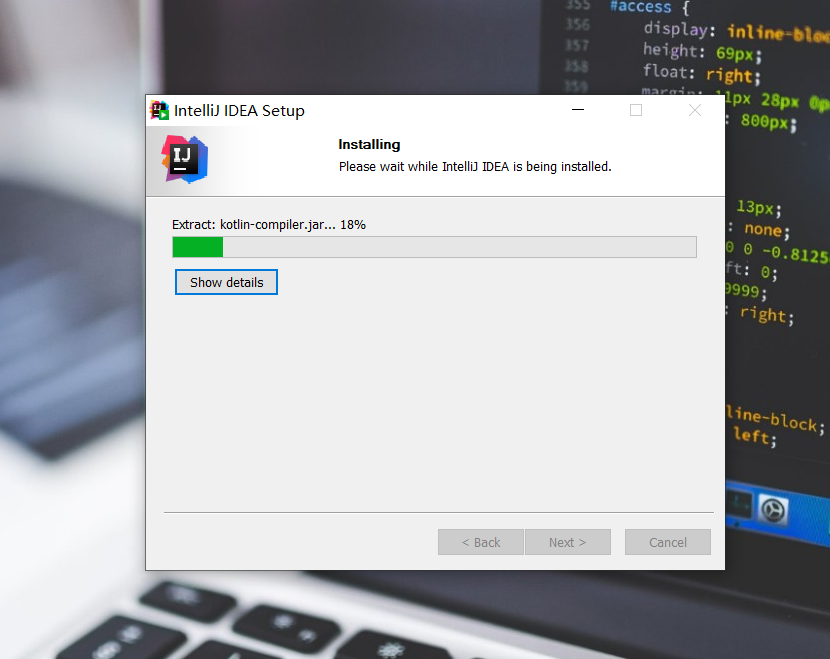 355 #access {
356 display: inline-block
357 height: 69px;
358 float: right;
359 11px 28px 0p
: 800px;
IntelliJ IDEA Setup
IJ
Installing
Please wait while IntelliJ IDEA is being installed.
13px;
: none;
0 0 -0.8125
ft: 0;
9999;
: right;
Extract: kotlin-compiler.jar... 18%
Show details
line-block;
left;
< Back
Next >
Cancel